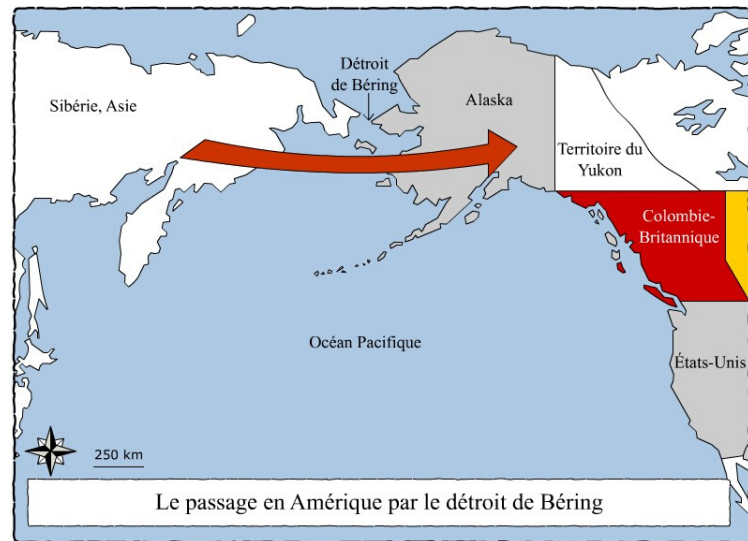 Détroit
de Béring
Sibérie, Asie
Alaska
Territoire du
Yukon
Colombie-
Britannique
Océan Pacifique
États-Unis
250 km
Le passage en Amérique par le détroit de Béring